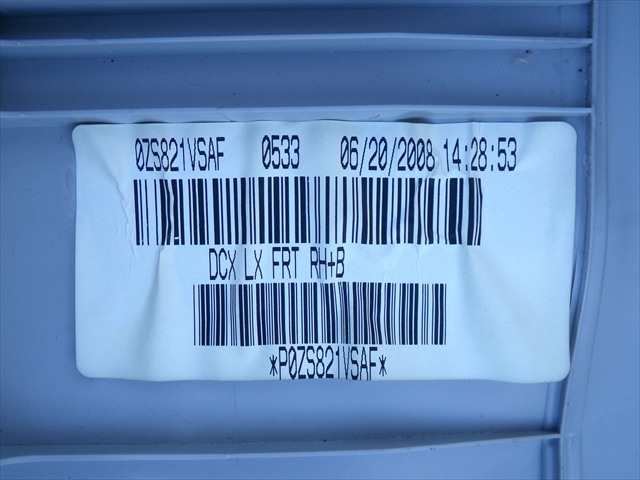 0ZS821VSAF 0533 06/20/2008 14:28:53
DCX LX FRT RH+B
*P0ZS821VSAF*